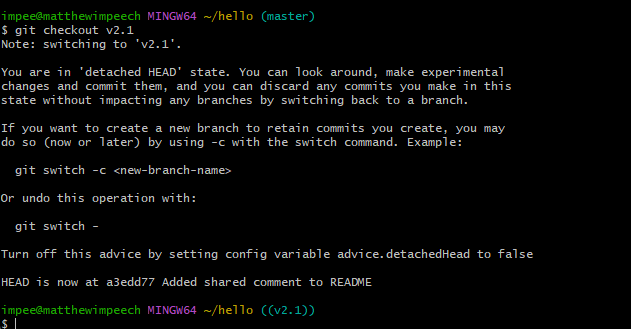 impee@matthewimpeech MINGW64 ~/hello (master)
$ git checkout v2.1
Note: switching to 'v2.1'.
You are in 'detached HEAD' state. You can look around, make experimental
changes and commit them, and you can discard any commits you make in this
state without impacting any branches by switching back to a branch.
If you want to create a new branch to retain commits you create, you may
do so (now or later) by using -c with the switch command. Example:
git switch -c <new-branch-name>
Or undo this operation with:
git switch -
Turn off this advice by setting config variable advice.detachedHead to false
HEAD is now at a3edd77 Added shared comment to README
impee@matthewimpeech MINGW64 ~/hello ((v2.1))
$